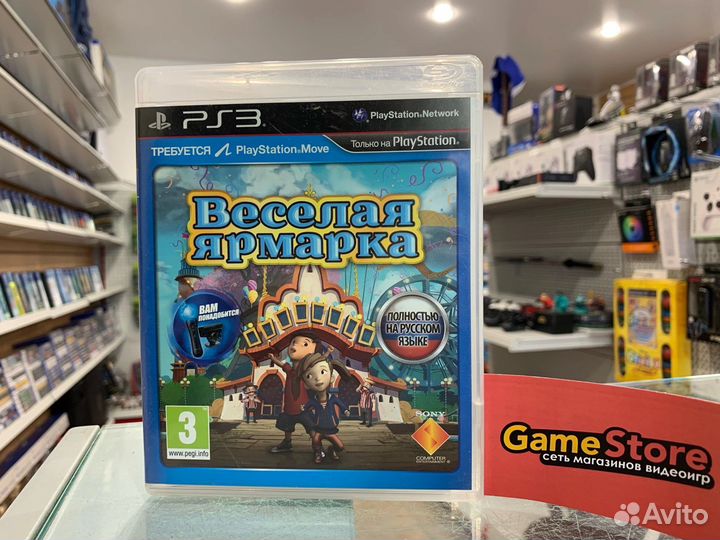 PS3
PlayStation®Network
ТРЕБУЕТСЯ PlayStation®Move
Только на PlayStation®
Веселая
ярмарка
ВАМ
ПОНАДОБИТСЯ
ПОЛНОСТЬЮ
НА РУССКОМ
ЯЗЫКЕ
3
www.pegi.info
SONY
COMPUTER
ENTERTAINMENT®
GameStore
сеть магазинов видеоигр
Avito